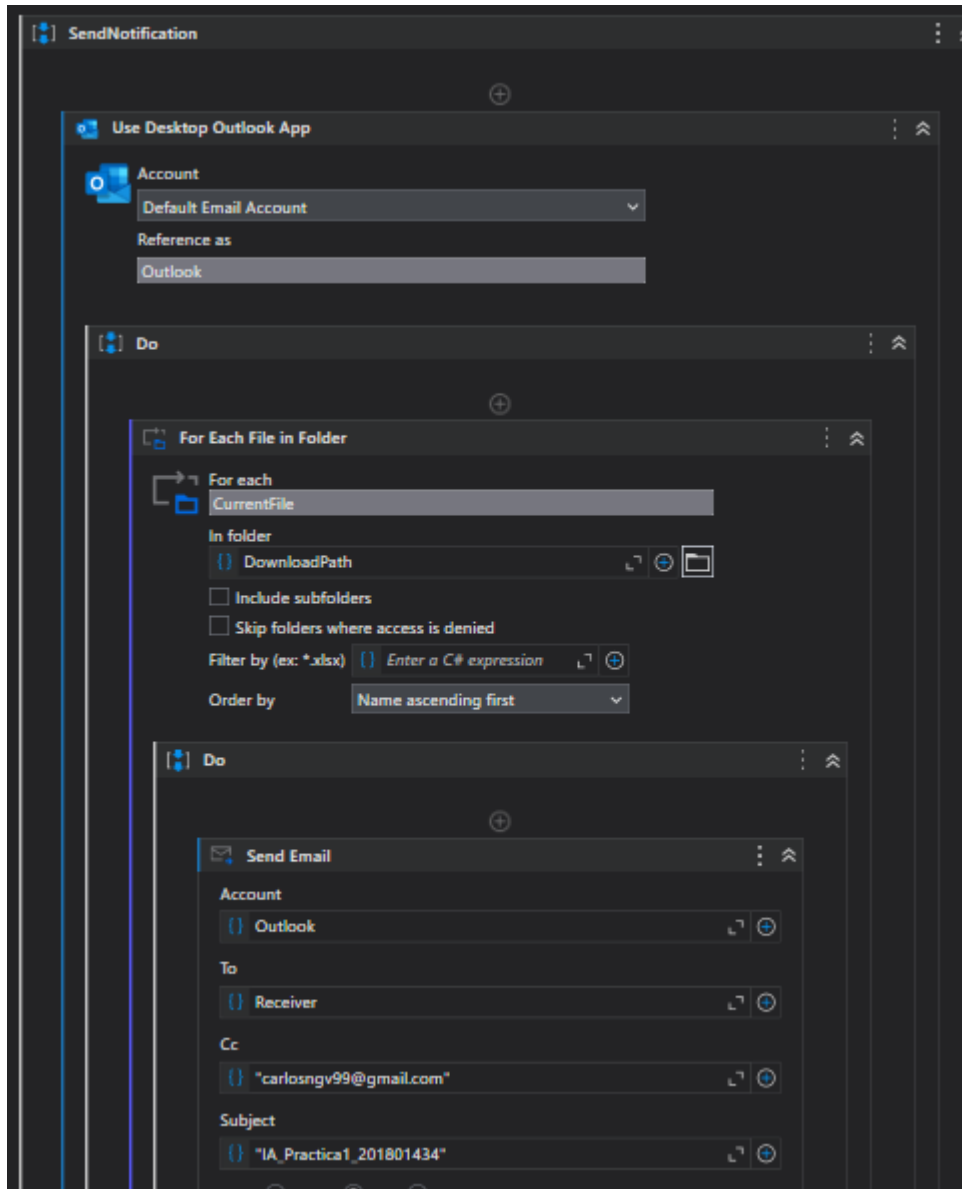 SendNotification
Use Desktop Outlook App
Account
Default Email Account
Reference as
Outlook
Do
For Each File in Folder
For each
CurrentFile
In folder
DownloadPath
Include subfolders
Skip folders where access is denied
Filter by (ex: *.xlsx) Enter a C# expression
Order by Name ascending first
Do
Send Email
Account
Outlook
To
Receiver
Cc
"carlosngv99@gmail.com"
Subject
"IA_Practica1_201801434"